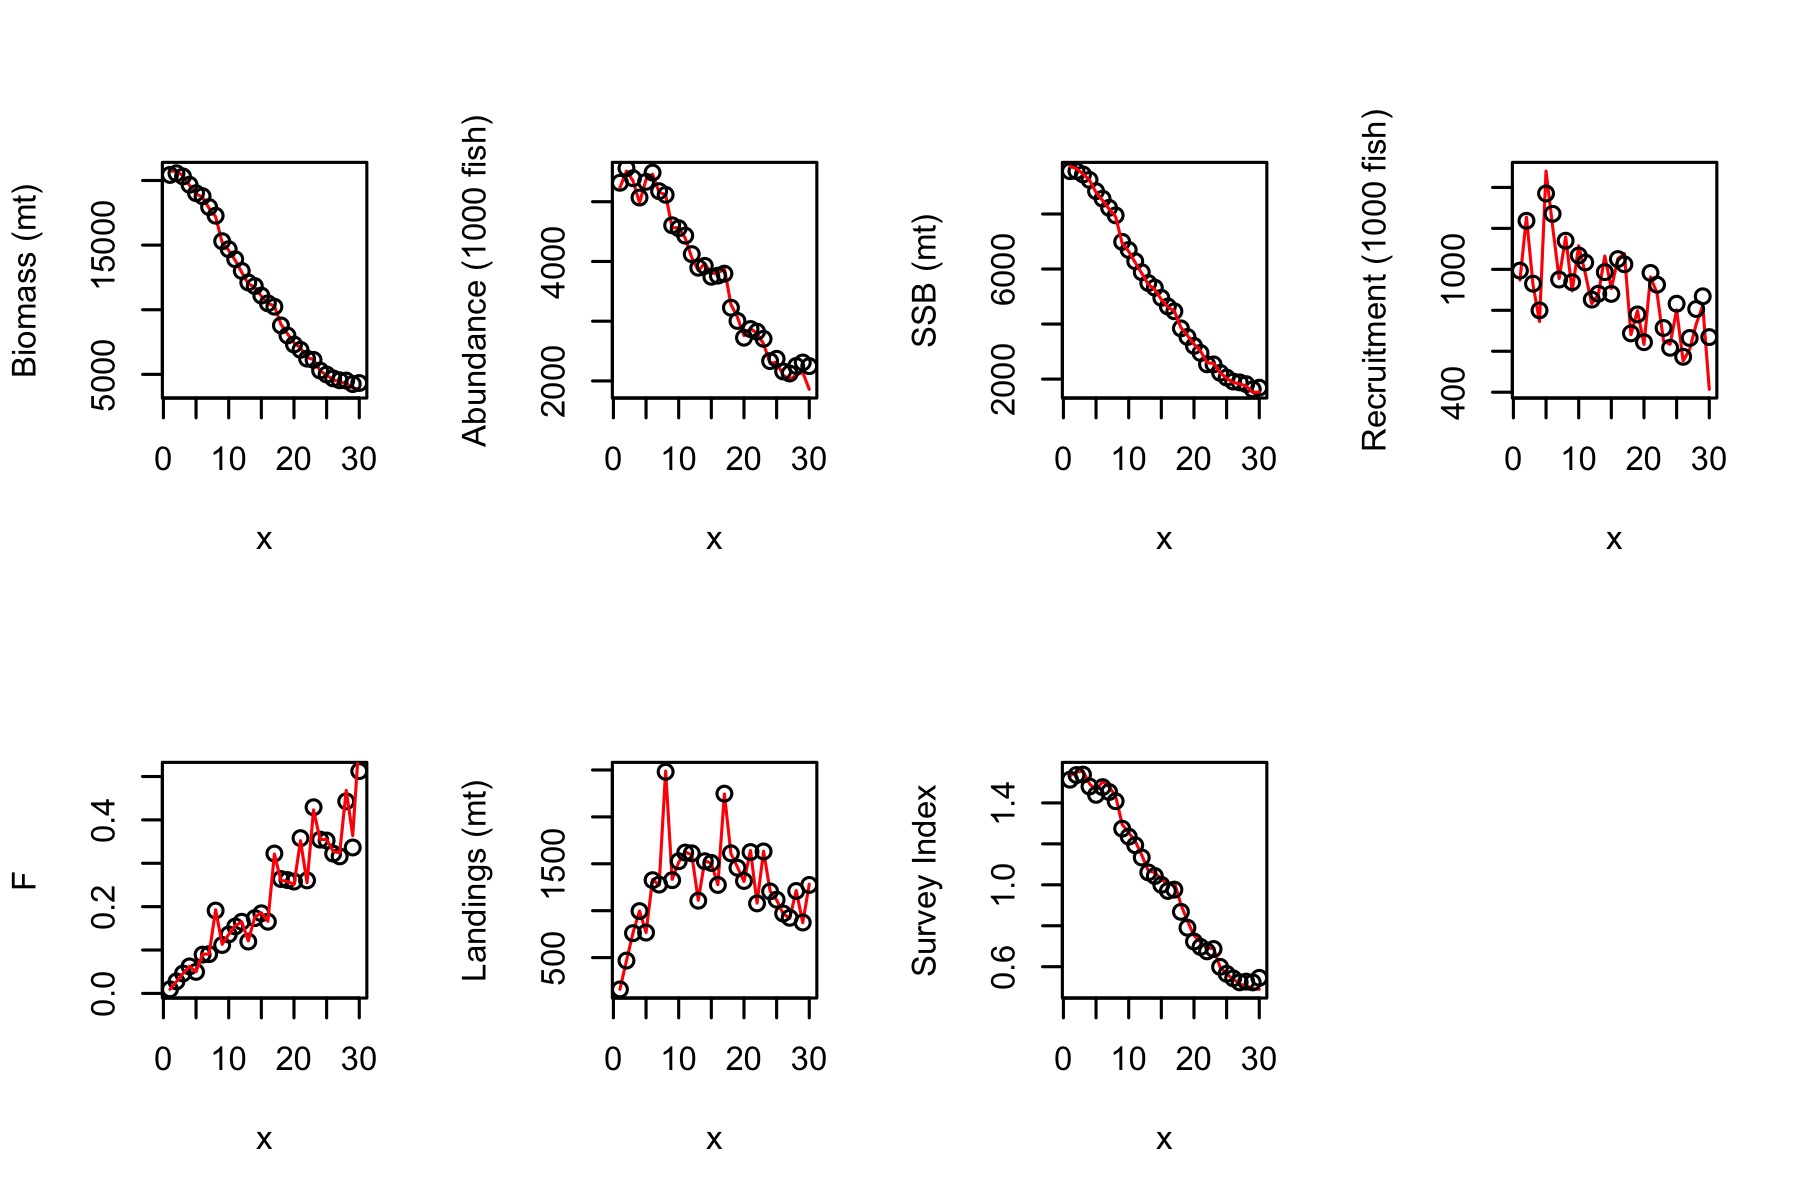 Biomass (mt)
5000 15000
0 10 20 30
x
Abundance (1000 fish)
2000 4000
0 10 20 30
x
SSB (mt)
2000 6000
0 10 20 30
x
Recruitment (1000 fish)
400 1000
0 10 20 30
x
F
0.0 0.2 0.4
0 10 20 30
x
Landings (mt)
500 1500
0 10 20 30
x
Survey Index
0.6 1.0 1.4
0 10 20 30
x